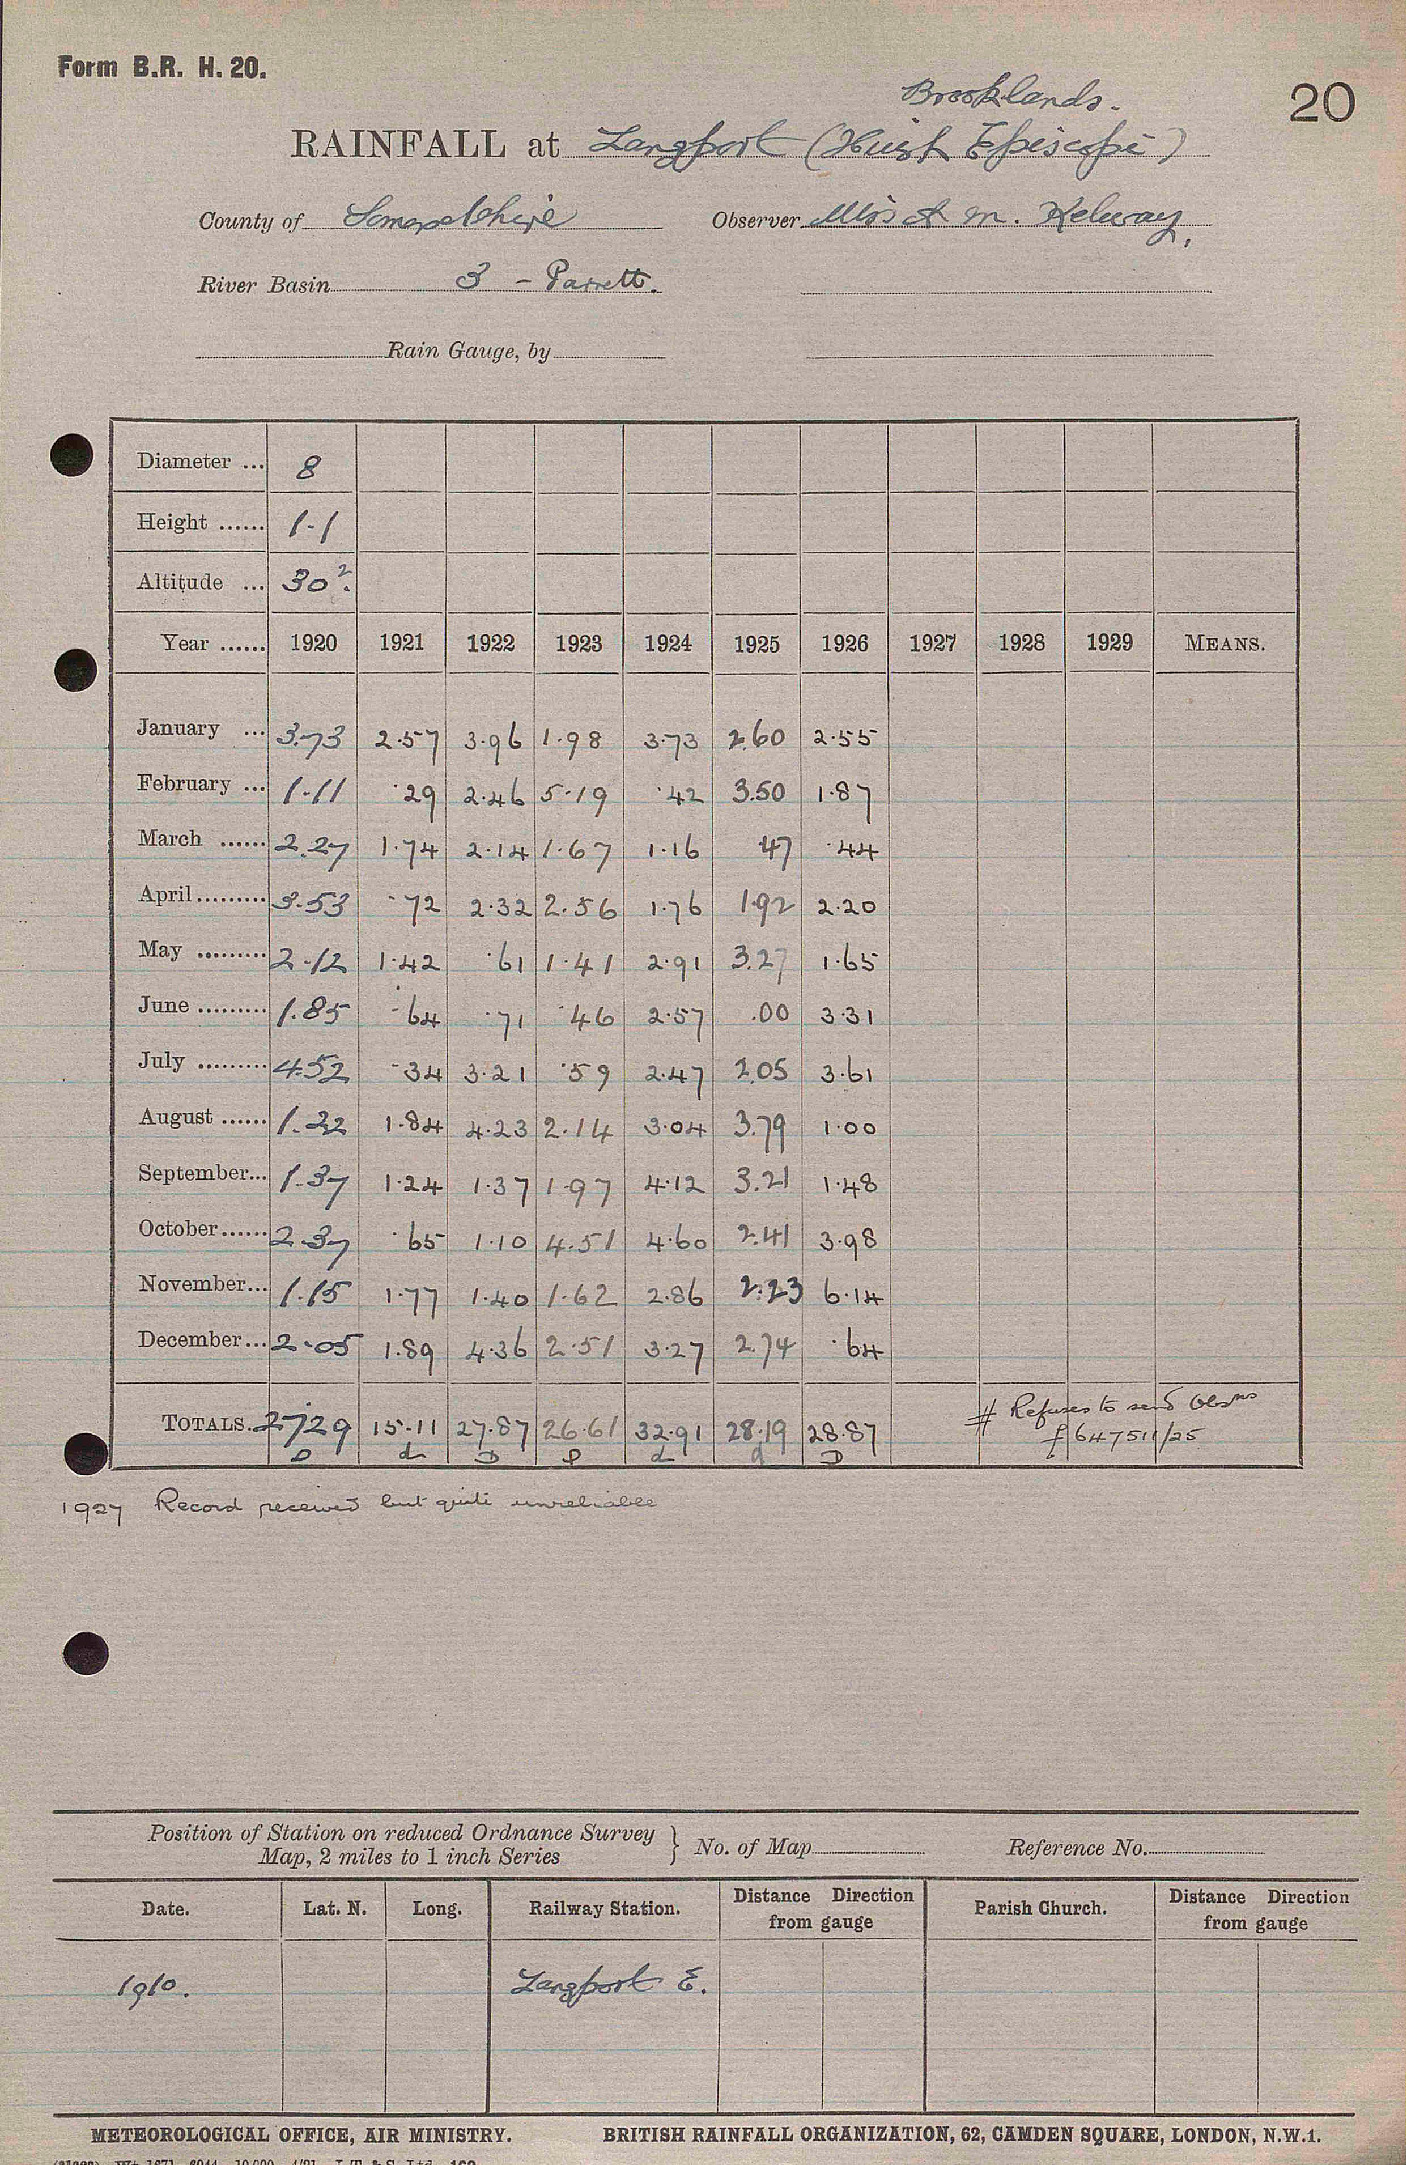 Form B.R. H. 20.
20
Brooklands.
RAINFALL at Langport (Huish Episcopi)
County of Somersetshire Observer Miss A. M. Kelway,
River Basin 3 - Parrett.
Rain Gauge, by
Diameter ... 8
Height ...... 1-1
Altitude ... 30?
Year ...... 1920 1921 1922 1923 1924 1925 1926 1927 1928 1929 MEANS.
January ... 3.73 2.57 3.96 1.98 3.73 2.60 2.55
February ... 1.11 .29 2.46 5.19 .42 3.50 1.87
March ...... 2.27 1.74 2.14 1.67 1.16 .47 .44
April ......... 3.53 .72 2.32 2.56 1.76 1.92 2.20
May ......... 2.12 1.42 .61 1.41 2.91 3.27 1.65
June ......... 1.85 .64 .71 .46 2.57 .00 3.31
July ......... 4.52 .34 3.21 .59 2.47 2.05 3.61
August ...... 1.22 1.84 4.23 2.14 3.04 3.79 1.00
September... 1.37 1.24 1.37 1.97 4.12 3.21 1.48
October...... 2.37 .65 1.10 4.51 4.60 2.41 3.98
November... 1.15 1.77 1.40 1.62 2.86 2.23 6.14
December... 2.05 1.89 4.36 2.51 3.27 2.74 .64
TOTALS. 27.29 15.11 27.87 26.61 32.91 28.19 28.87
# Refuses to send Obsns
f 647511/25
1927 Record received but quite unreliable
Position of Station on reduced Ordnance Survey
Map, 2 miles to 1 inch Series } No. of Map Reference No.
Date. Lat. N. Long. Railway Station. Distance Direction from gauge Parish Church. Distance Direction from gauge
1910. Langport E.
METEOROLOGICAL OFFICE, AIR MINISTRY. BRITISH RAINFALL ORGANIZATION, 62, CAMDEN SQUARE, LONDON, N.W.1.